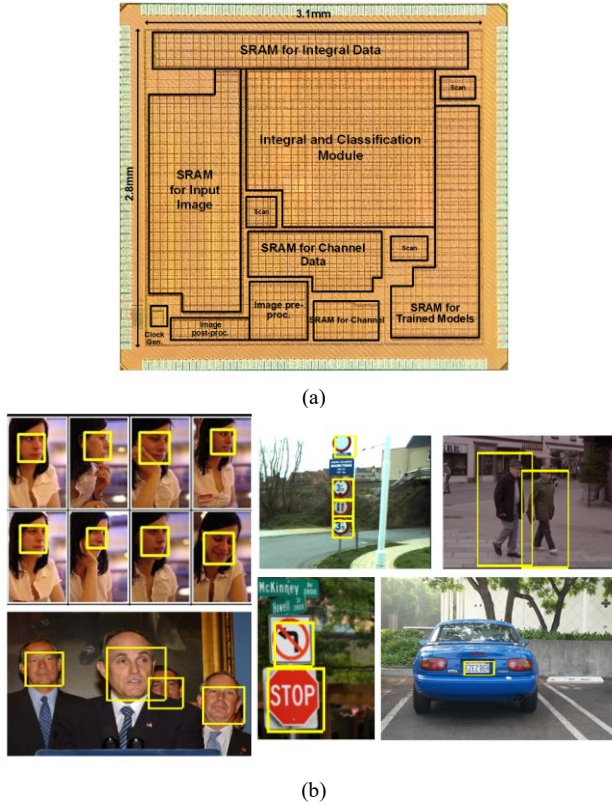 3.1mm
SRAM for Integral Data
Scan
2.8mm
Integral and Classification
Module
SRAM
for Input
Image
Scan
SRAM for Channel
Data
Scan
Image pre-
proc.
SRAM for Channel
SRAM for
Trained Models
Clock
Gen.
Image
post-proc.
(a)
McKinney
Howell
STOP
(b)